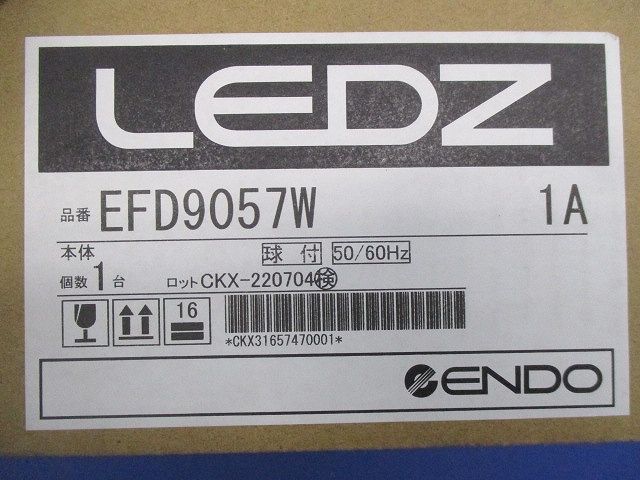 LEDZ
品番 EFD9057W 1A
本体 球付 50/60Hz
個数 1 台 ロット CKX-220704 検
16
*CKX31657470001*
ENDO